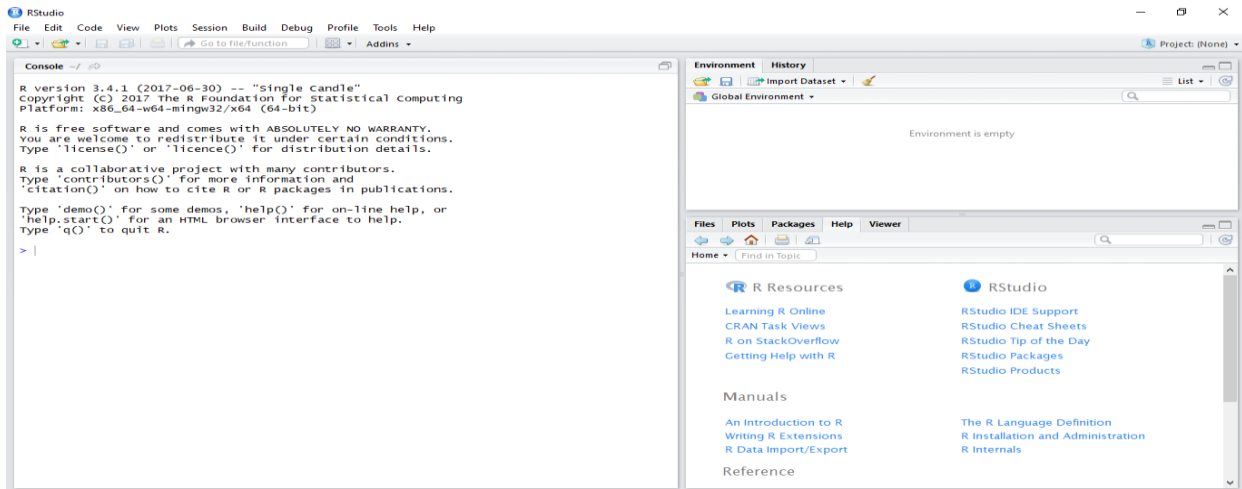 RStudio
File Edit Code View Plots Session Build Debug Profile Tools Help
Go to file/function Addins Project: (None)
Console ~/
R version 3.4.1 (2017-06-30) -- "Single Candle"
Copyright (C) 2017 The R Foundation for Statistical Computing
Platform: x86_64-w64-mingw32/x64 (64-bit)
R is free software and comes with ABSOLUTELY NO WARRANTY.
You are welcome to redistribute it under certain conditions.
Type 'license()' or 'licence()' for distribution details.
R is a collaborative project with many contributors.
Type 'contributors()' for more information and
'citation()' on how to cite R or R packages in publications.
Type 'demo()' for some demos, 'help()' for on-line help, or
'help.start()' for an HTML browser interface to help.
Type 'q()' to quit R.
>
Environment History
Import Dataset List
Global Environment
Environment is empty
Files Plots Packages Help Viewer
Home Find in Topic
R Resources
Learning R Online
CRAN Task Views
R on StackOverflow
Getting Help with R
RStudio
RStudio IDE Support
RStudio Cheat Sheets
RStudio Tip of the Day
RStudio Packages
RStudio Products
Manuals
An Introduction to R
Writing R Extensions
R Data Import/Export
The R Language Definition
R Installation and Administration
R Internals
Reference